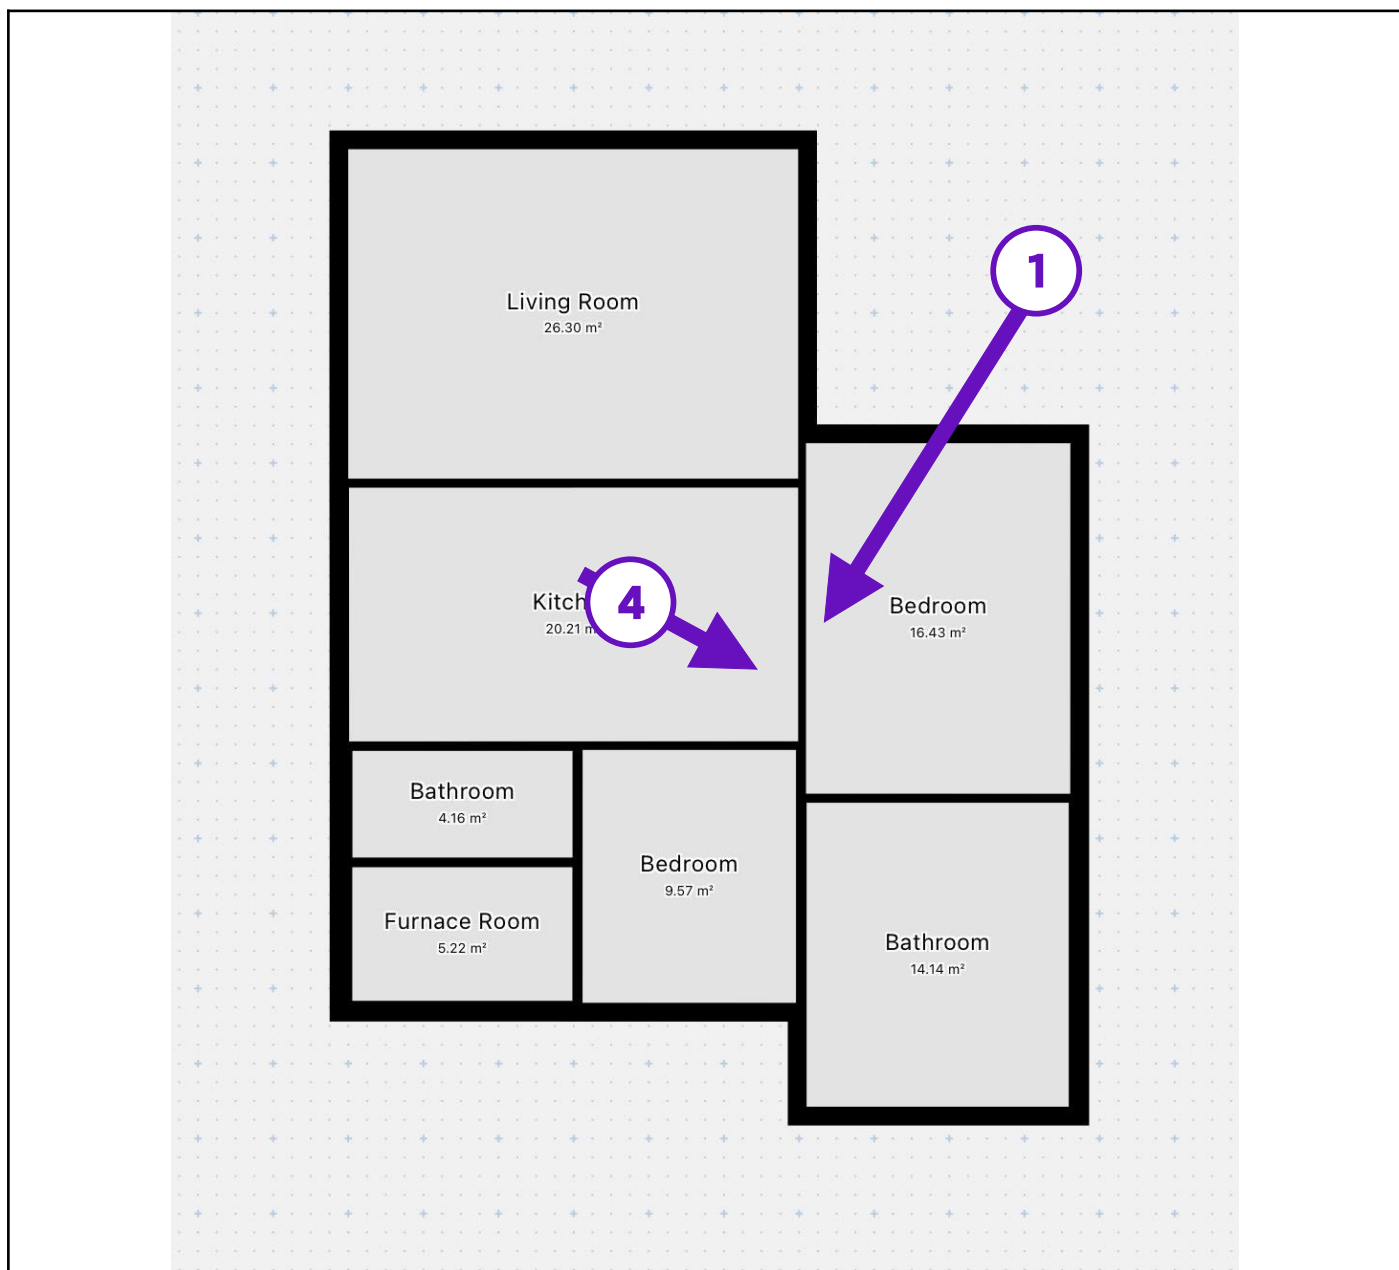 Living Room
26.30 m²
1
Kitch
4
20.21 m
Bedroom
16.43 m²
Bathroom
4.16 m²
Bedroom
9.57 m²
Furnace Room
5.22 m²
Bathroom
14.14 m²